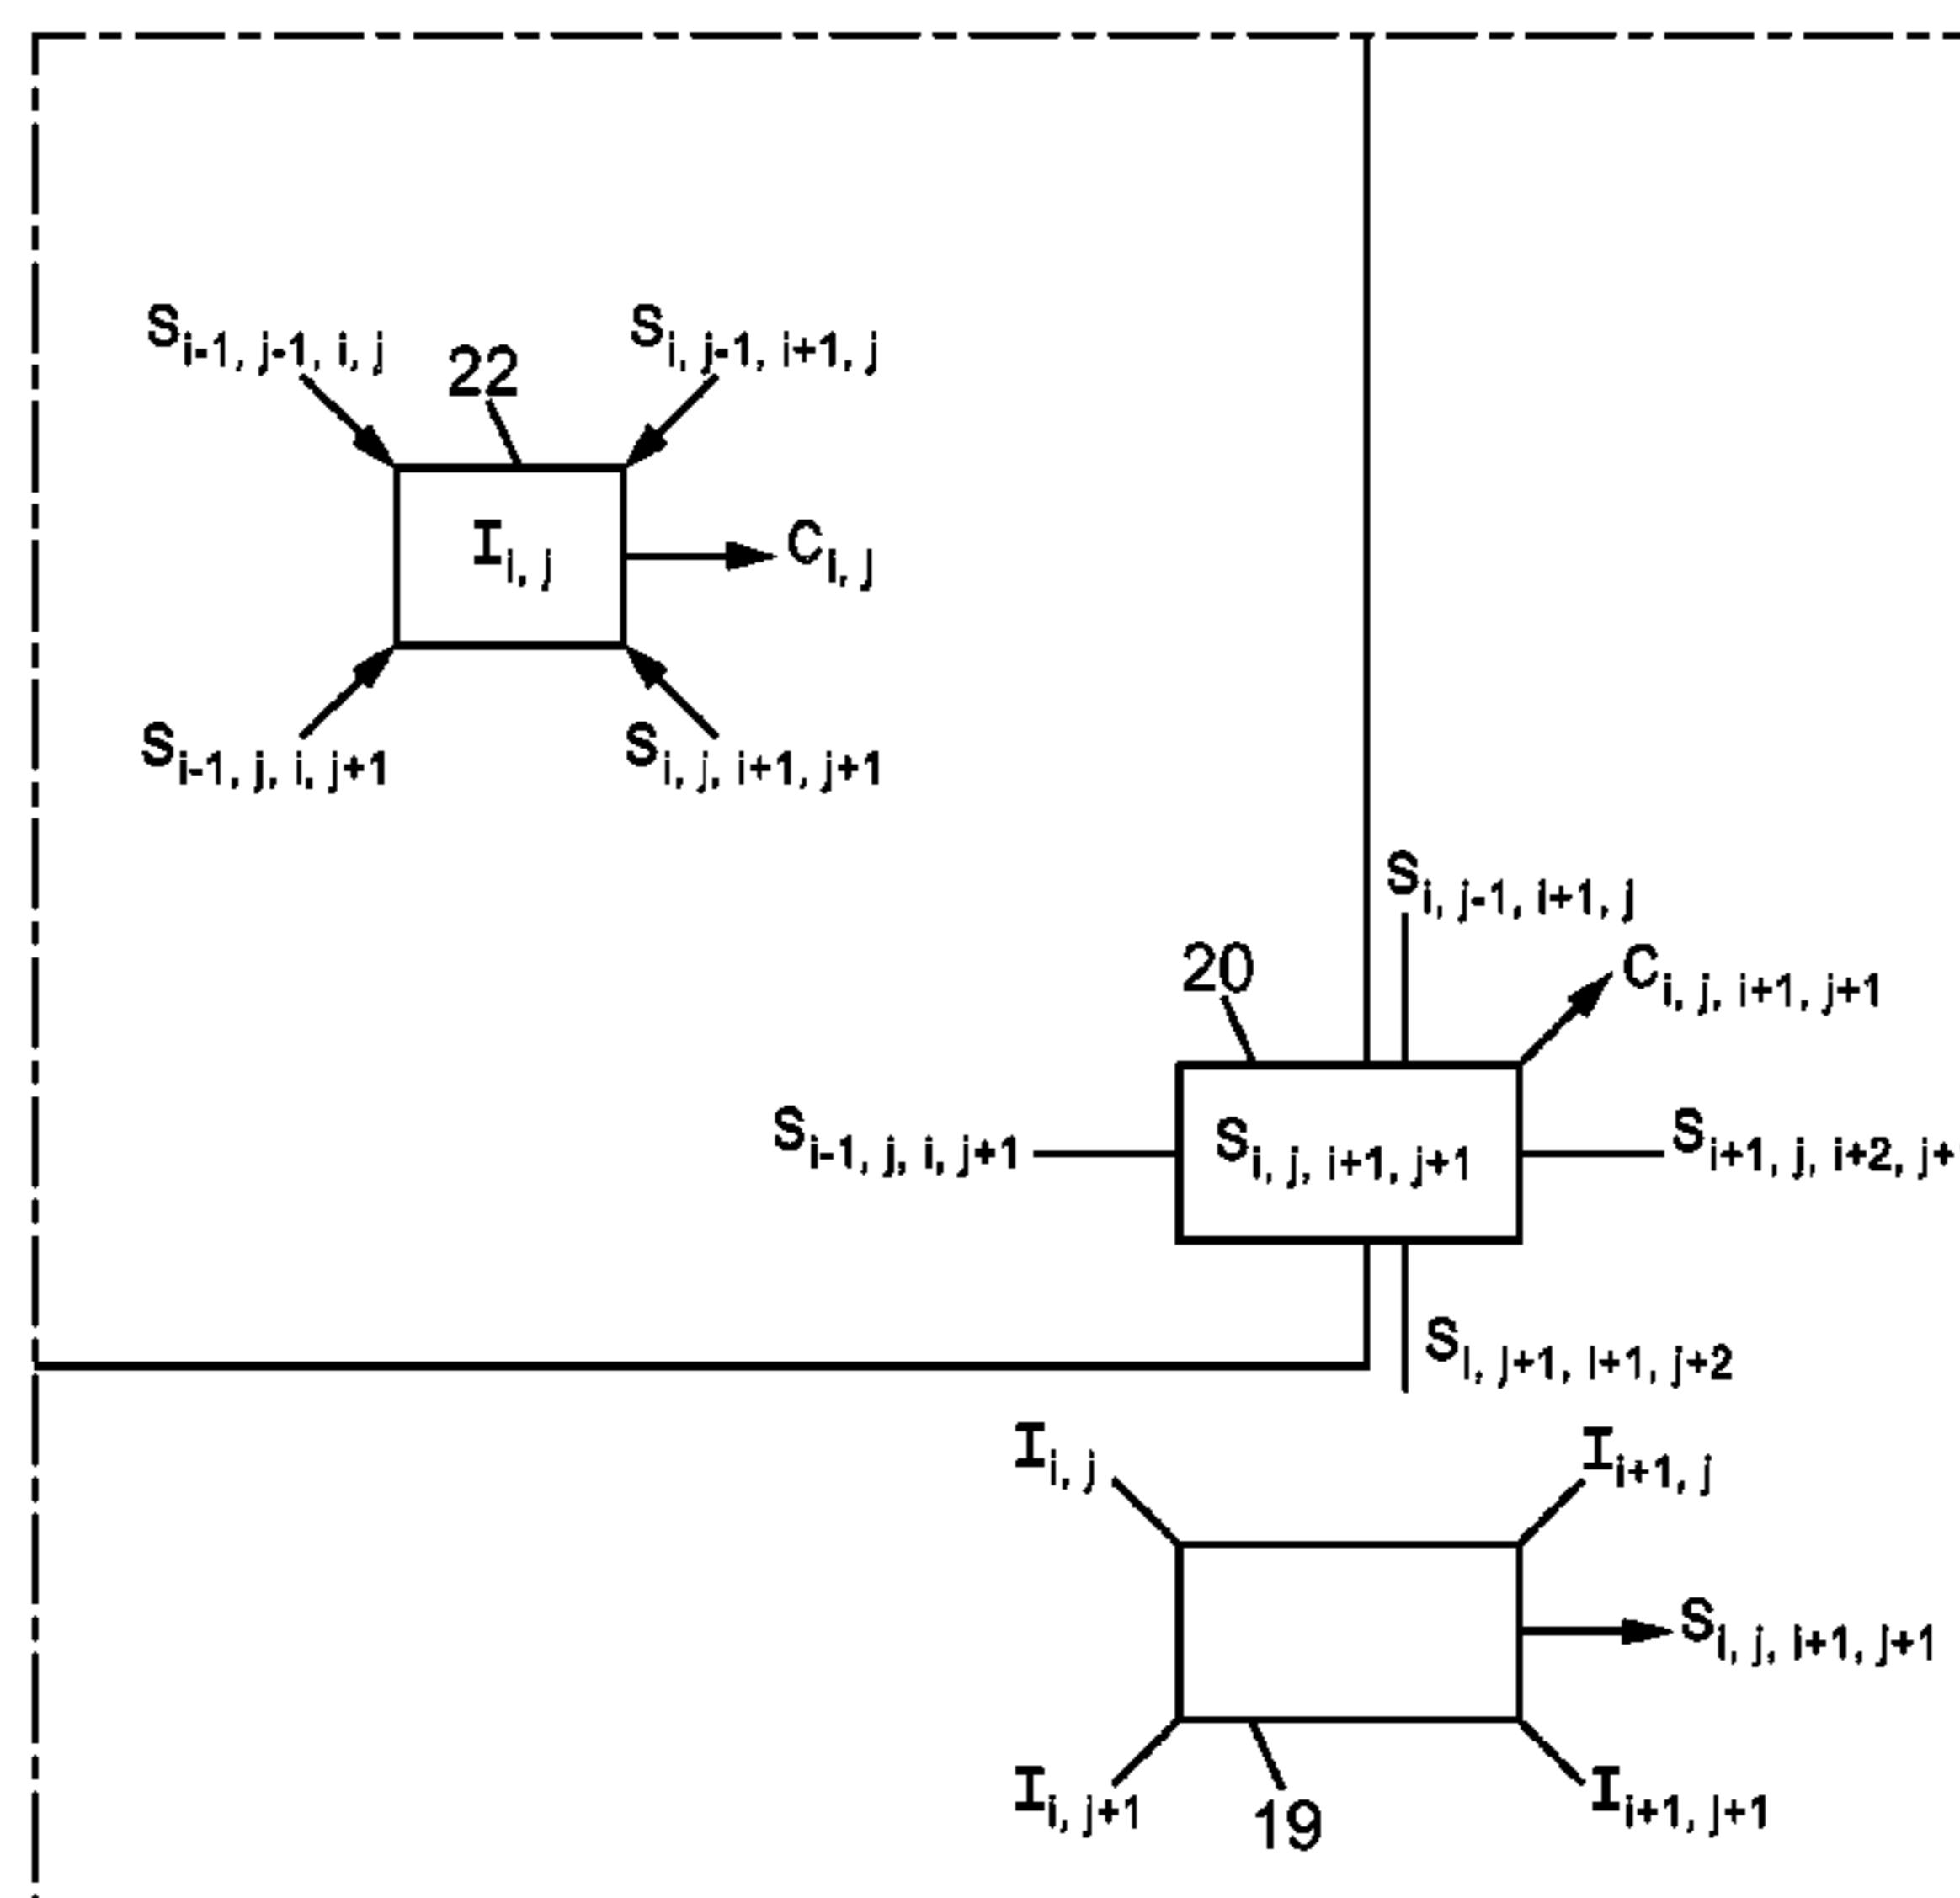 S i-1, j-1, i, j
S i, j-1, i+1, j
22
I i, j
C i, j
S i-1, j, i, j+1
S i, j, i+1, j+1
S i, j-1, i+1, j
20
C i, j, i+1, j+1
S i-1, j, i, j+1
S i, j, i+1, j+1
S i+1, j, i+2, j+
S i, j+1, i+1, j+2
I i, j
I i+1, j
S i, j, i+1, j+1
I i, j+1
19
I i+1, j+1